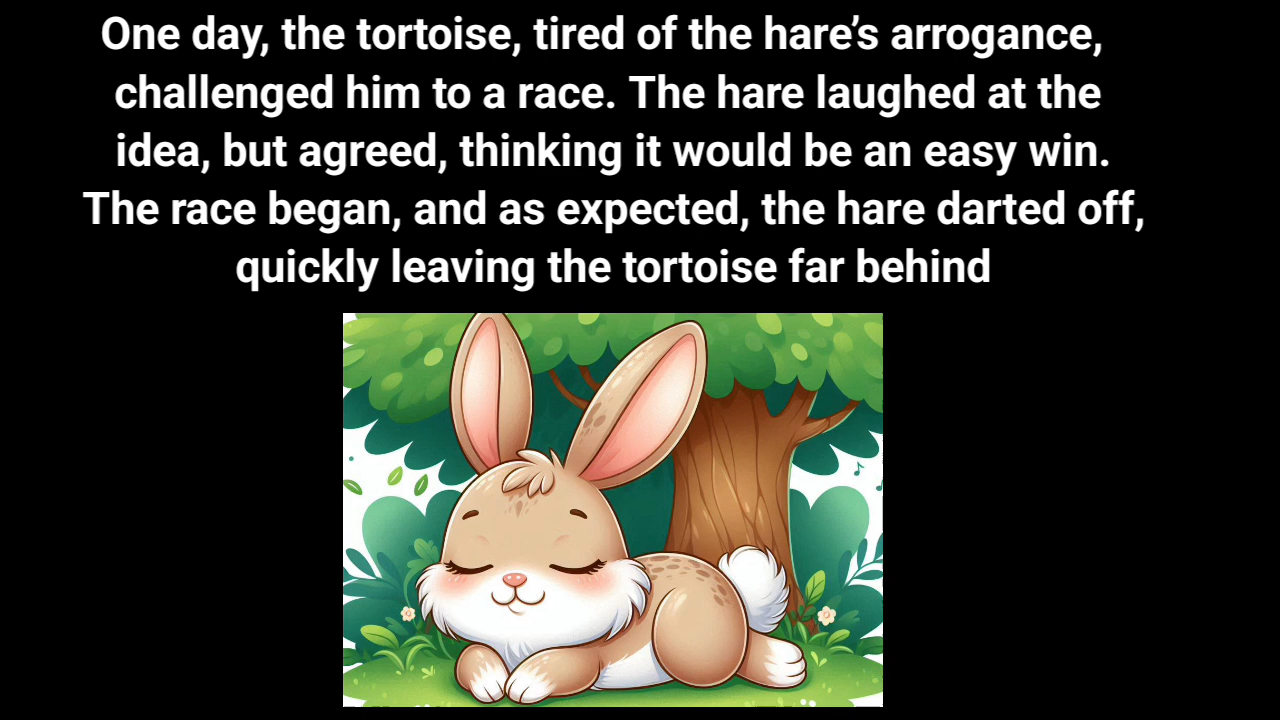 One day, the tortoise, tired of the hare’s arrogance,
challenged him to a race. The hare laughed at the
idea, but agreed, thinking it would be an easy win.
The race began, and as expected, the hare darted off,
quickly leaving the tortoise far behind